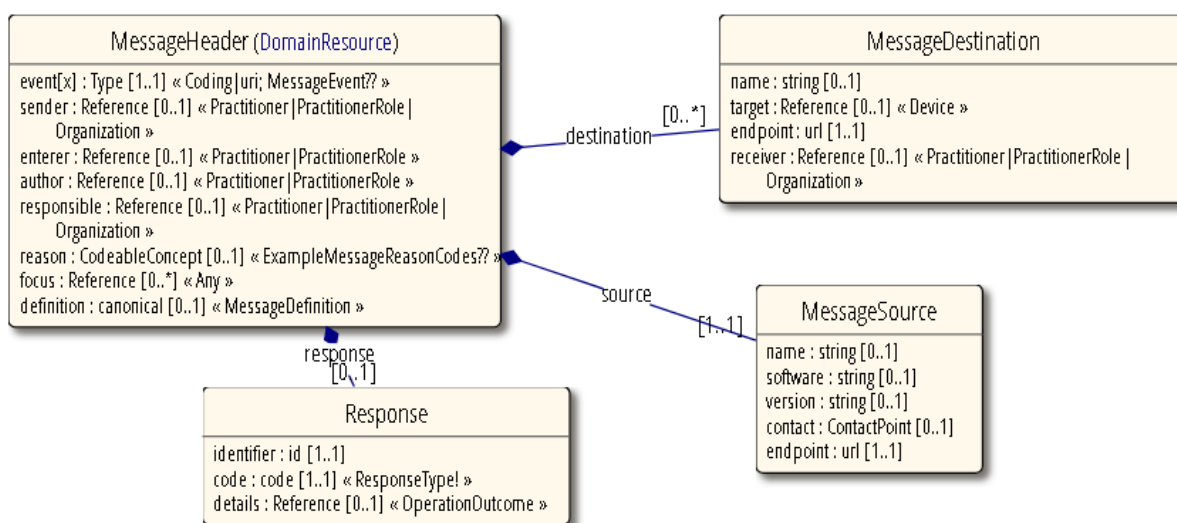 MessageHeader (DomainResource)
event[x] : Type [1..1] « Coding|uri; MessageEvent?? »
sender : Reference [0..1] « Practitioner|PractitionerRole|
Organization »
enterer : Reference [0..1] « Practitioner|PractitionerRole »
author : Reference [0..1] « Practitioner|PractitionerRole »
responsible : Reference [0..1] « Practitioner|PractitionerRole|
Organization »
reason : CodeableConcept [0..1] « ExampleMessageReasonCodes?? »
focus : Reference [0..*] « Any »
definition : canonical [0..1] « MessageDefinition »
destination
[0..*]
MessageDestination
name : string [0..1]
target : Reference [0..1] « Device »
endpoint : url [1..1]
receiver : Reference [0..1] « Practitioner|PractitionerRole|
Organization »
source
[1..1]
MessageSource
name : string [0..1]
software : string [0..1]
version : string [0..1]
contact : ContactPoint [0..1]
endpoint : url [1..1]
response
[0..1]
Response
identifier : id [1..1]
code : code [1..1] « ResponseType! »
details : Reference [0..1] « OperationOutcome »